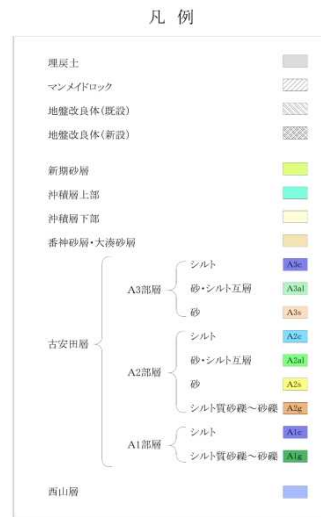 凡 例
埋戻土
マンメイドロック
地盤改良体(既設)
地盤改良体(新設)
新期砂層
沖積層上部
沖積層下部
番神砂層・大湊砂層
シルト A3c
A3部層 砂・シルト互層 A3al
砂 A3s
シルト A2c
古安田層 砂・シルト互層 A2al
A2部層 砂 A2s
シルト質砂礫～砂礫 A2g
シルト A1c
A1部層 シルト質砂礫～砂礫 A1g
西山層